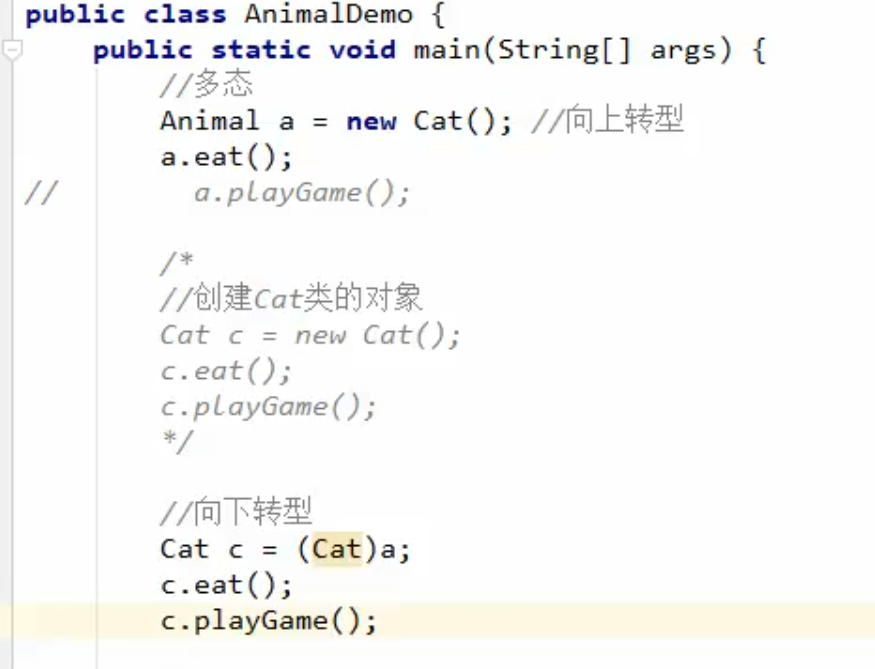 public class AnimalDemo {
    public static void main(String[] args) {
        //多态
        Animal a = new Cat(); //向上转型
        a.eat();
//        a.playGame();

        /*
        //创建Cat类的对象
        Cat c = new Cat();
        c.eat();
        c.playGame();
        */

        //向下转型
        Cat c = (Cat)a;
        c.eat();
        c.playGame();